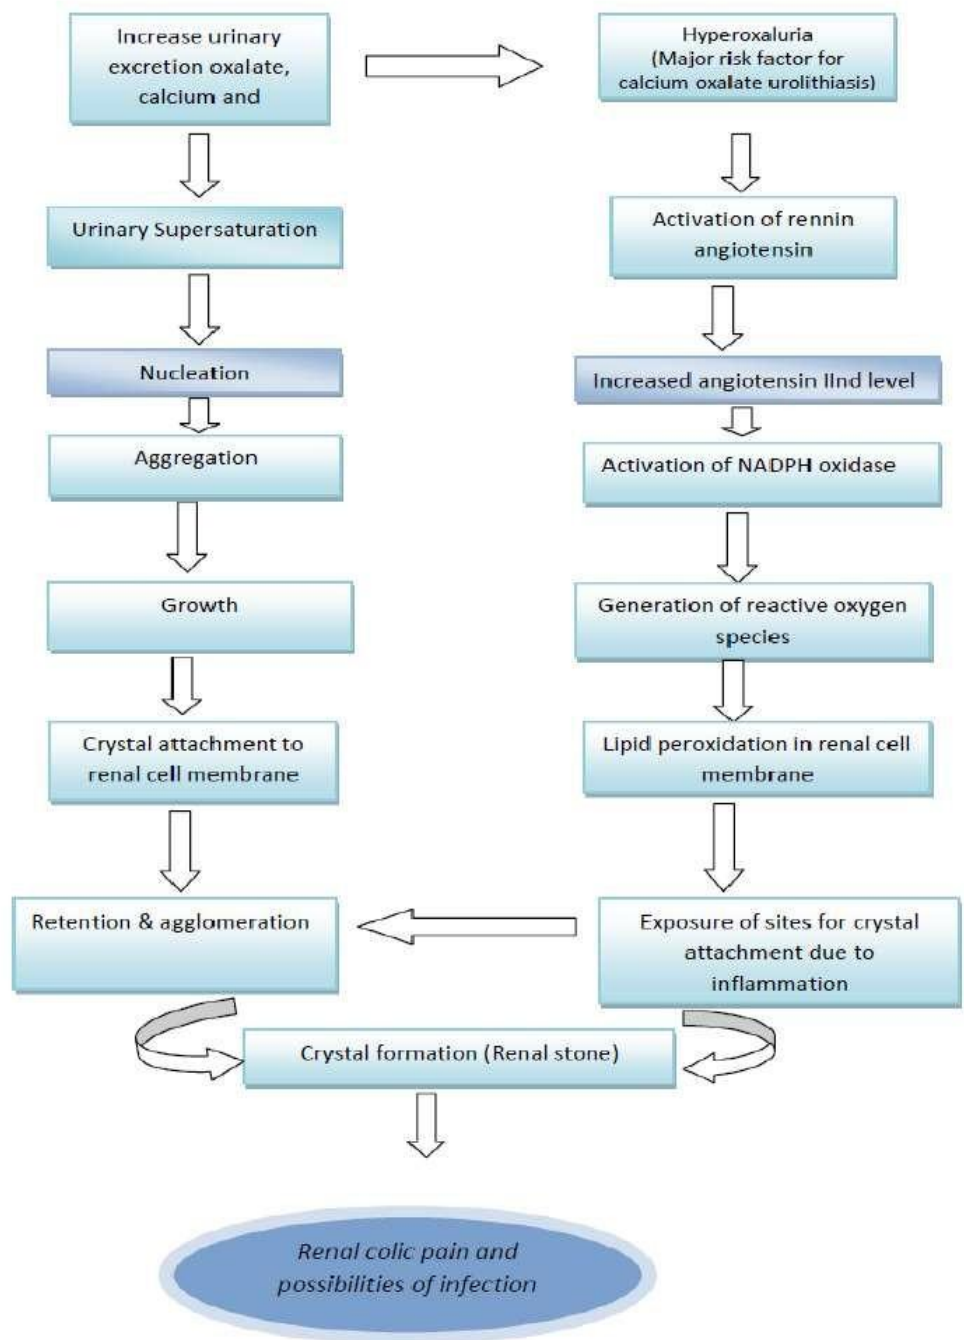 Increase urinary
excretion oxalate,
calcium and
Hyperoxaluria
(Major risk factor for
calcium oxalate urolithiasis)
Urinary Supersaturation
Activation of rennin
angiotensin
Nucleation
Increased angiotensin IInd level
Aggregation
Activation of NADPH oxidase
Growth
Generation of reactive oxygen
species
Crystal attachment to
renal cell membrane
Lipid peroxidation in renal cell
membrane
Retention & agglomeration
Exposure of sites for crystal
attachment due to
inflammation
Crystal formation (Renal stone)
Renal colic pain and
possibilities of infection